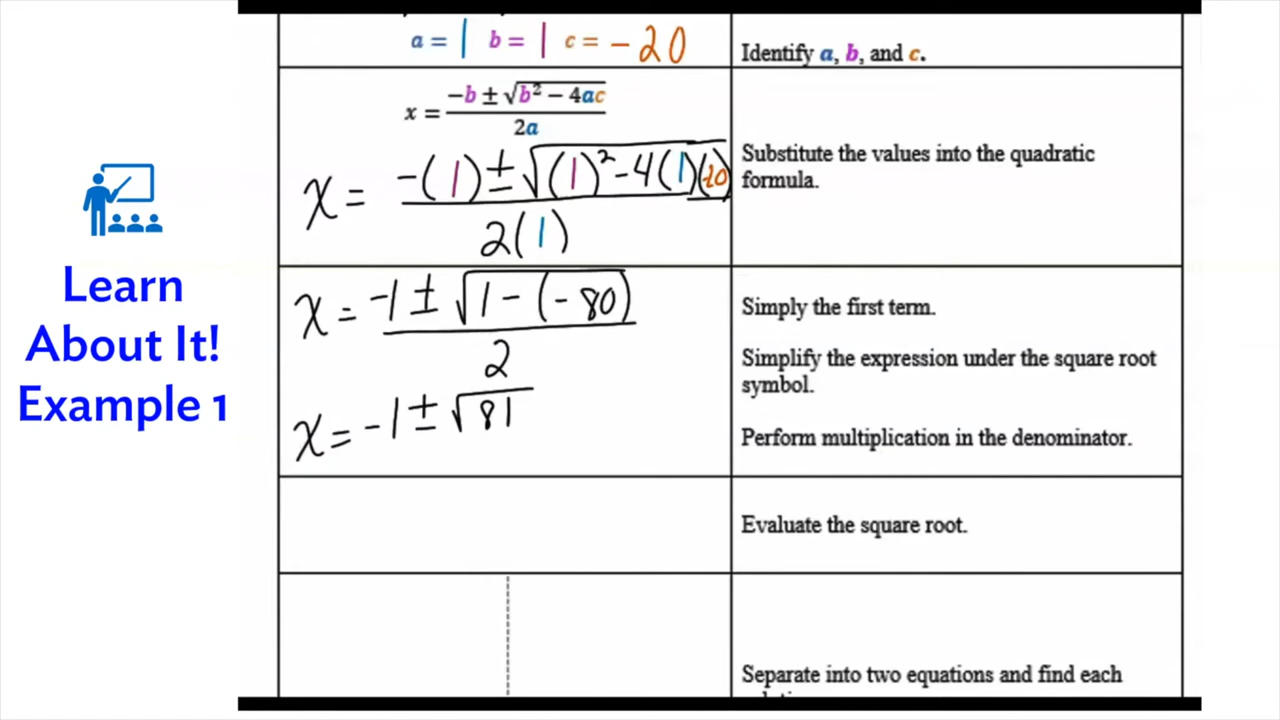 Learn
About It!
Example 1
a = 1 b = 1 c = -20
Identify a, b, and c.
x = (-b ± √(b² - 4ac)) / 2a
x = (-(1) ± √((1)² - 4(1)(-20))) / 2(1)
Substitute the values into the quadratic
formula.
x = (-1 ± √(1 - (-80))) / 2
x = -1 ± √81
Simply the first term.
Simplify the expression under the square root
symbol.
Perform multiplication in the denominator.
Evaluate the square root.
Separate into two equations and find each